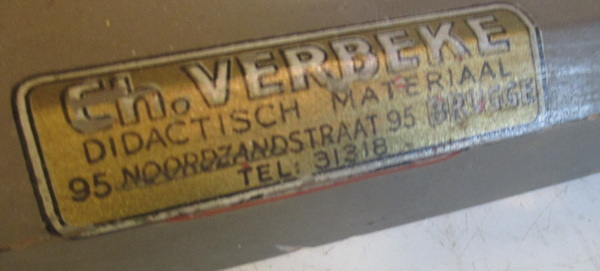 Ch. VERBEKE
DIDACTISCH MATERIAAL
95 NOORDZANDSTRAAT 95 BRUGGE
TEL: 31318